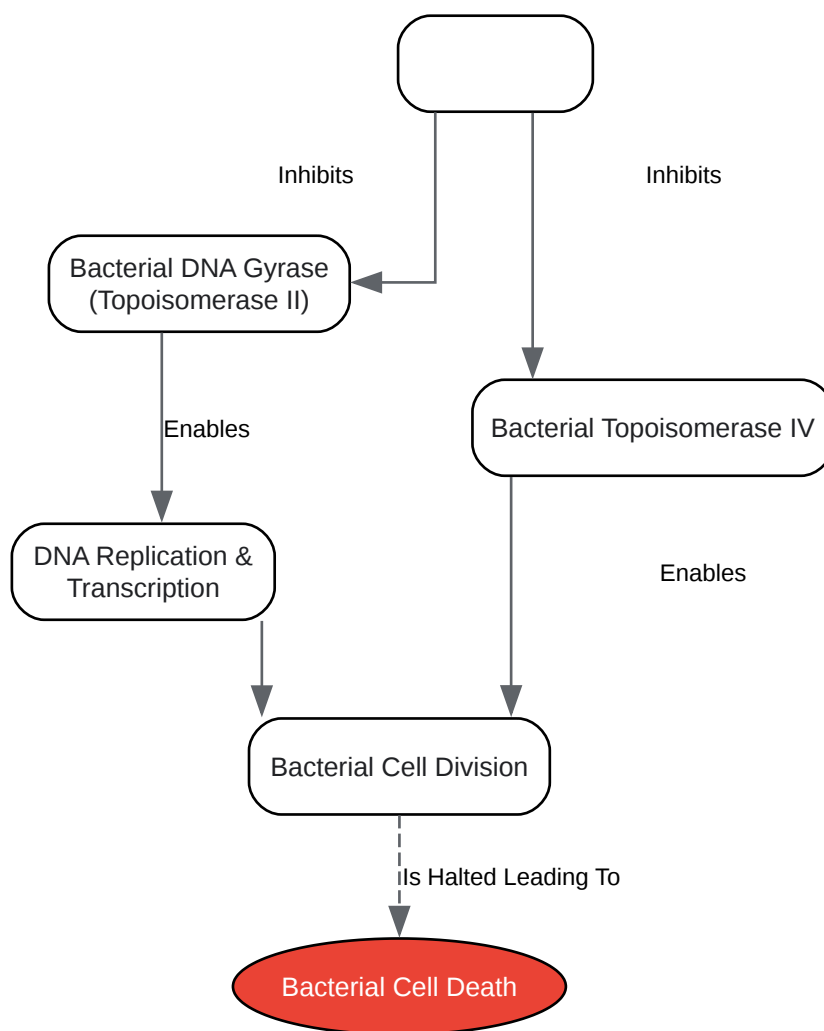 Inhibits
Inhibits
Bacterial DNA Gyrase
(Topoisomerase II)
Bacterial Topoisomerase IV
Enables
DNA Replication &
Transcription
Enables
Bacterial Cell Division
Is Halted Leading To
Bacterial Cell Death